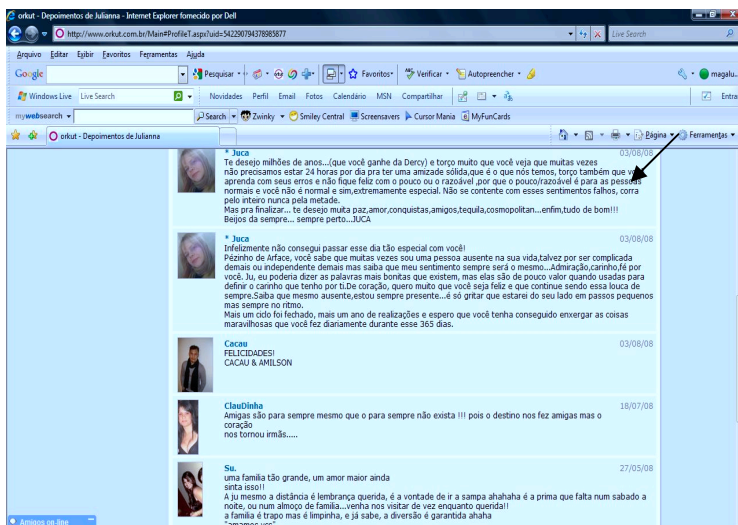 orkut - Depoimentos de Julianna - Internet Explorer fornecido por Dell
http://www.orkut.com.br/Main#ProfileT.aspx?uid=542290794378985877
Live Search
Arquivo Editar Exibir Favoritos Ferramentas Ajuda
Google Pesquisar Favoritos Verificar Autopreencher magalu...
Windows Live Live Search Novidades Perfil Email Fotos Calendário MSN Compartilhar Entra
mywebsearch Search Zwinky Smiley Central Screensavers Cursor Mania MyFunCards
orkut - Depoimentos de Julianna Página Ferramentas
* Juca 03/08/08
Te desejo milhões de anos...(que você ganhe da Dercy) e torço muito que você veja que muitas vezes
não precisamos estar 24 horas por dia pra ter uma amizade sólida,que é o que nós temos, torço também que você
aprenda com seus erros e não fique feliz com o pouco ou o razoável ,por que o pouco/razoável é para as pessoas
normais e você não é normal e sim,extremamente especial. Não se contente com esses sentimentos falhos, corra
pelo inteiro nunca pela metade.
Mas pra finalizar... te desejo muita paz,amor,conquistas,amigos,tequila,cosmopolitan...enfim,tudo de bom!!!
Beijos da sempre... sempre perto...JUCA
* Juca 03/08/08
Infelizmente não consegui passar esse dia tão especial com você!
Pézinho de Arface, você sabe que muitas vezes sou uma pessoa ausente na sua vida,talvez por ser complicada
demais ou independente demais mas saiba que meu sentimento sempre será o mesmo...Admiração,carinho,fé por
você. Ju, eu poderia dizer as palavras mais bonitas que existem, mas elas são de pouco valor quando usadas para
definir o carinho que tenho por ti.De coração, quero muito que você seja feliz e que continue sendo essa louca de
sempre.Saiba que mesmo ausente,estou sempre presente...é só gritar que estarei do seu lado em passos pequenos
mas sempre no ritmo.
Mais um ciclo foi fechado, mais um ano de realizações e espero que você tenha conseguido enxergar as coisas
maravilhosas que você fez diariamente durante esse 365 dias.
Cacau 03/08/08
FELICIDADES!
CACAU & AMILSON
ClauDinha 18/07/08
Amigas são para sempre mesmo que o para sempre não exista !!! pois o destino nos fez amigas mas o
coração
nos tornou irmãs.....
Su. 27/05/08
uma familia tão grande, um amor maior ainda
sinta isso!!
A ju mesmo a distância é lembrança querida, é a vontade de ir a sampa ahahaha é a prima que falta num sabado a
noite, ou num almoço de familia...venha nos visitar de vez enquanto querida!!
a familia é trapo mas é limpinha, e já sabe, a diversão é garantida ahaha
"amamos vcs"
Amigos on-line